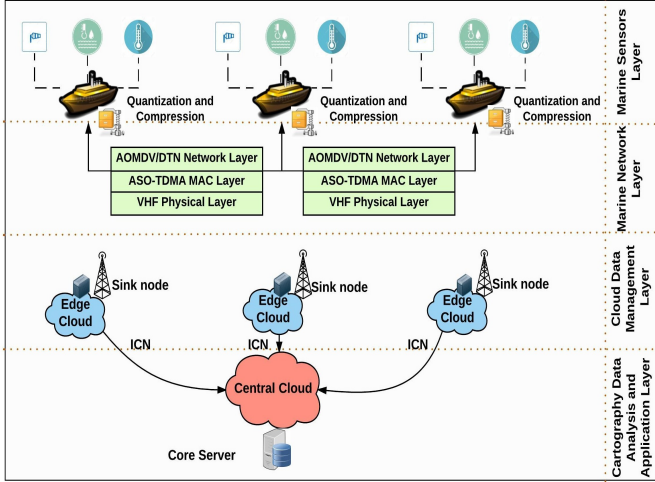 Quantization and
Compression
Quantization and
Compression
Quantization and
Compression
Marine Sensors
Layer
AOMDV/DTN Network Layer
ASO-TDMA MAC Layer
VHF Physical Layer
AOMDV/DTN Network Layer
ASO-TDMA MAC Layer
VHF Physical Layer
Marine Network
Layer
Sink node
Edge
Cloud
Sink node
Edge
Cloud
Sink node
Edge
Cloud
Cloud Data
Management
Layer
ICN
ICN
ICN
Central Cloud
Core Server
Cartography Data
Analysis and
Application Layer